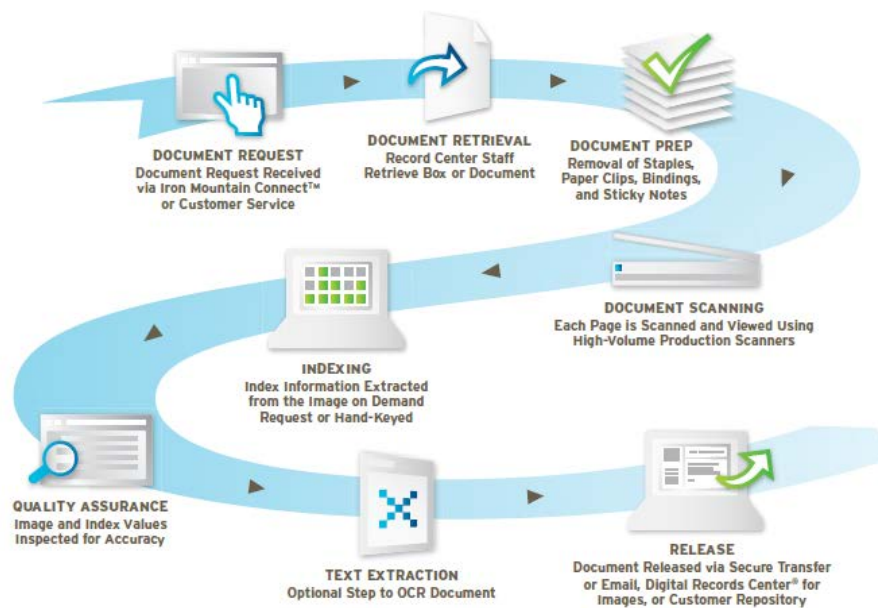 DOCUMENT REQUEST
Document Request Received
via Iron Mountain Connect™
or Customer Service
DOCUMENT RETRIEVAL
Record Center Staff
Retrieve Box or Document
DOCUMENT PREP
Removal of Staples,
Paper Clips, Bindings,
and Sticky Notes
DOCUMENT SCANNING
Each Page is Scanned and Viewed Using
High-Volume Production Scanners
INDEXING
Index Information Extracted
from the Image on Demand
Request or Hand-Keyed
QUALITY ASSURANCE
Image and Index Values
Inspected for Accuracy
TEXT EXTRACTION
Optional Step to OCR Document
RELEASE
Document Released via Secure Transfer
or Email, Digital Records Center® for
Images, or Customer Repository